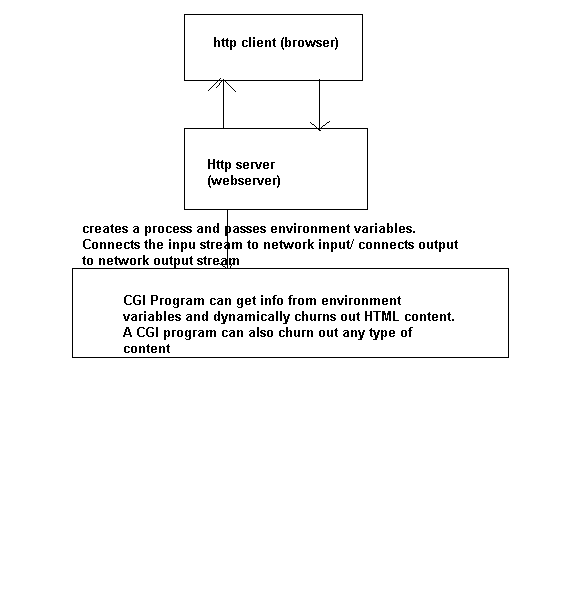 http client (browser)
Http server
(webserver)
creates a process and passes environment variables.
Connects the inpu stream to network input/ connects output
to network output stream
CGI Program can get info from environment
variables and dynamically churns out HTML content.
A CGI program can also churn out any type of
content